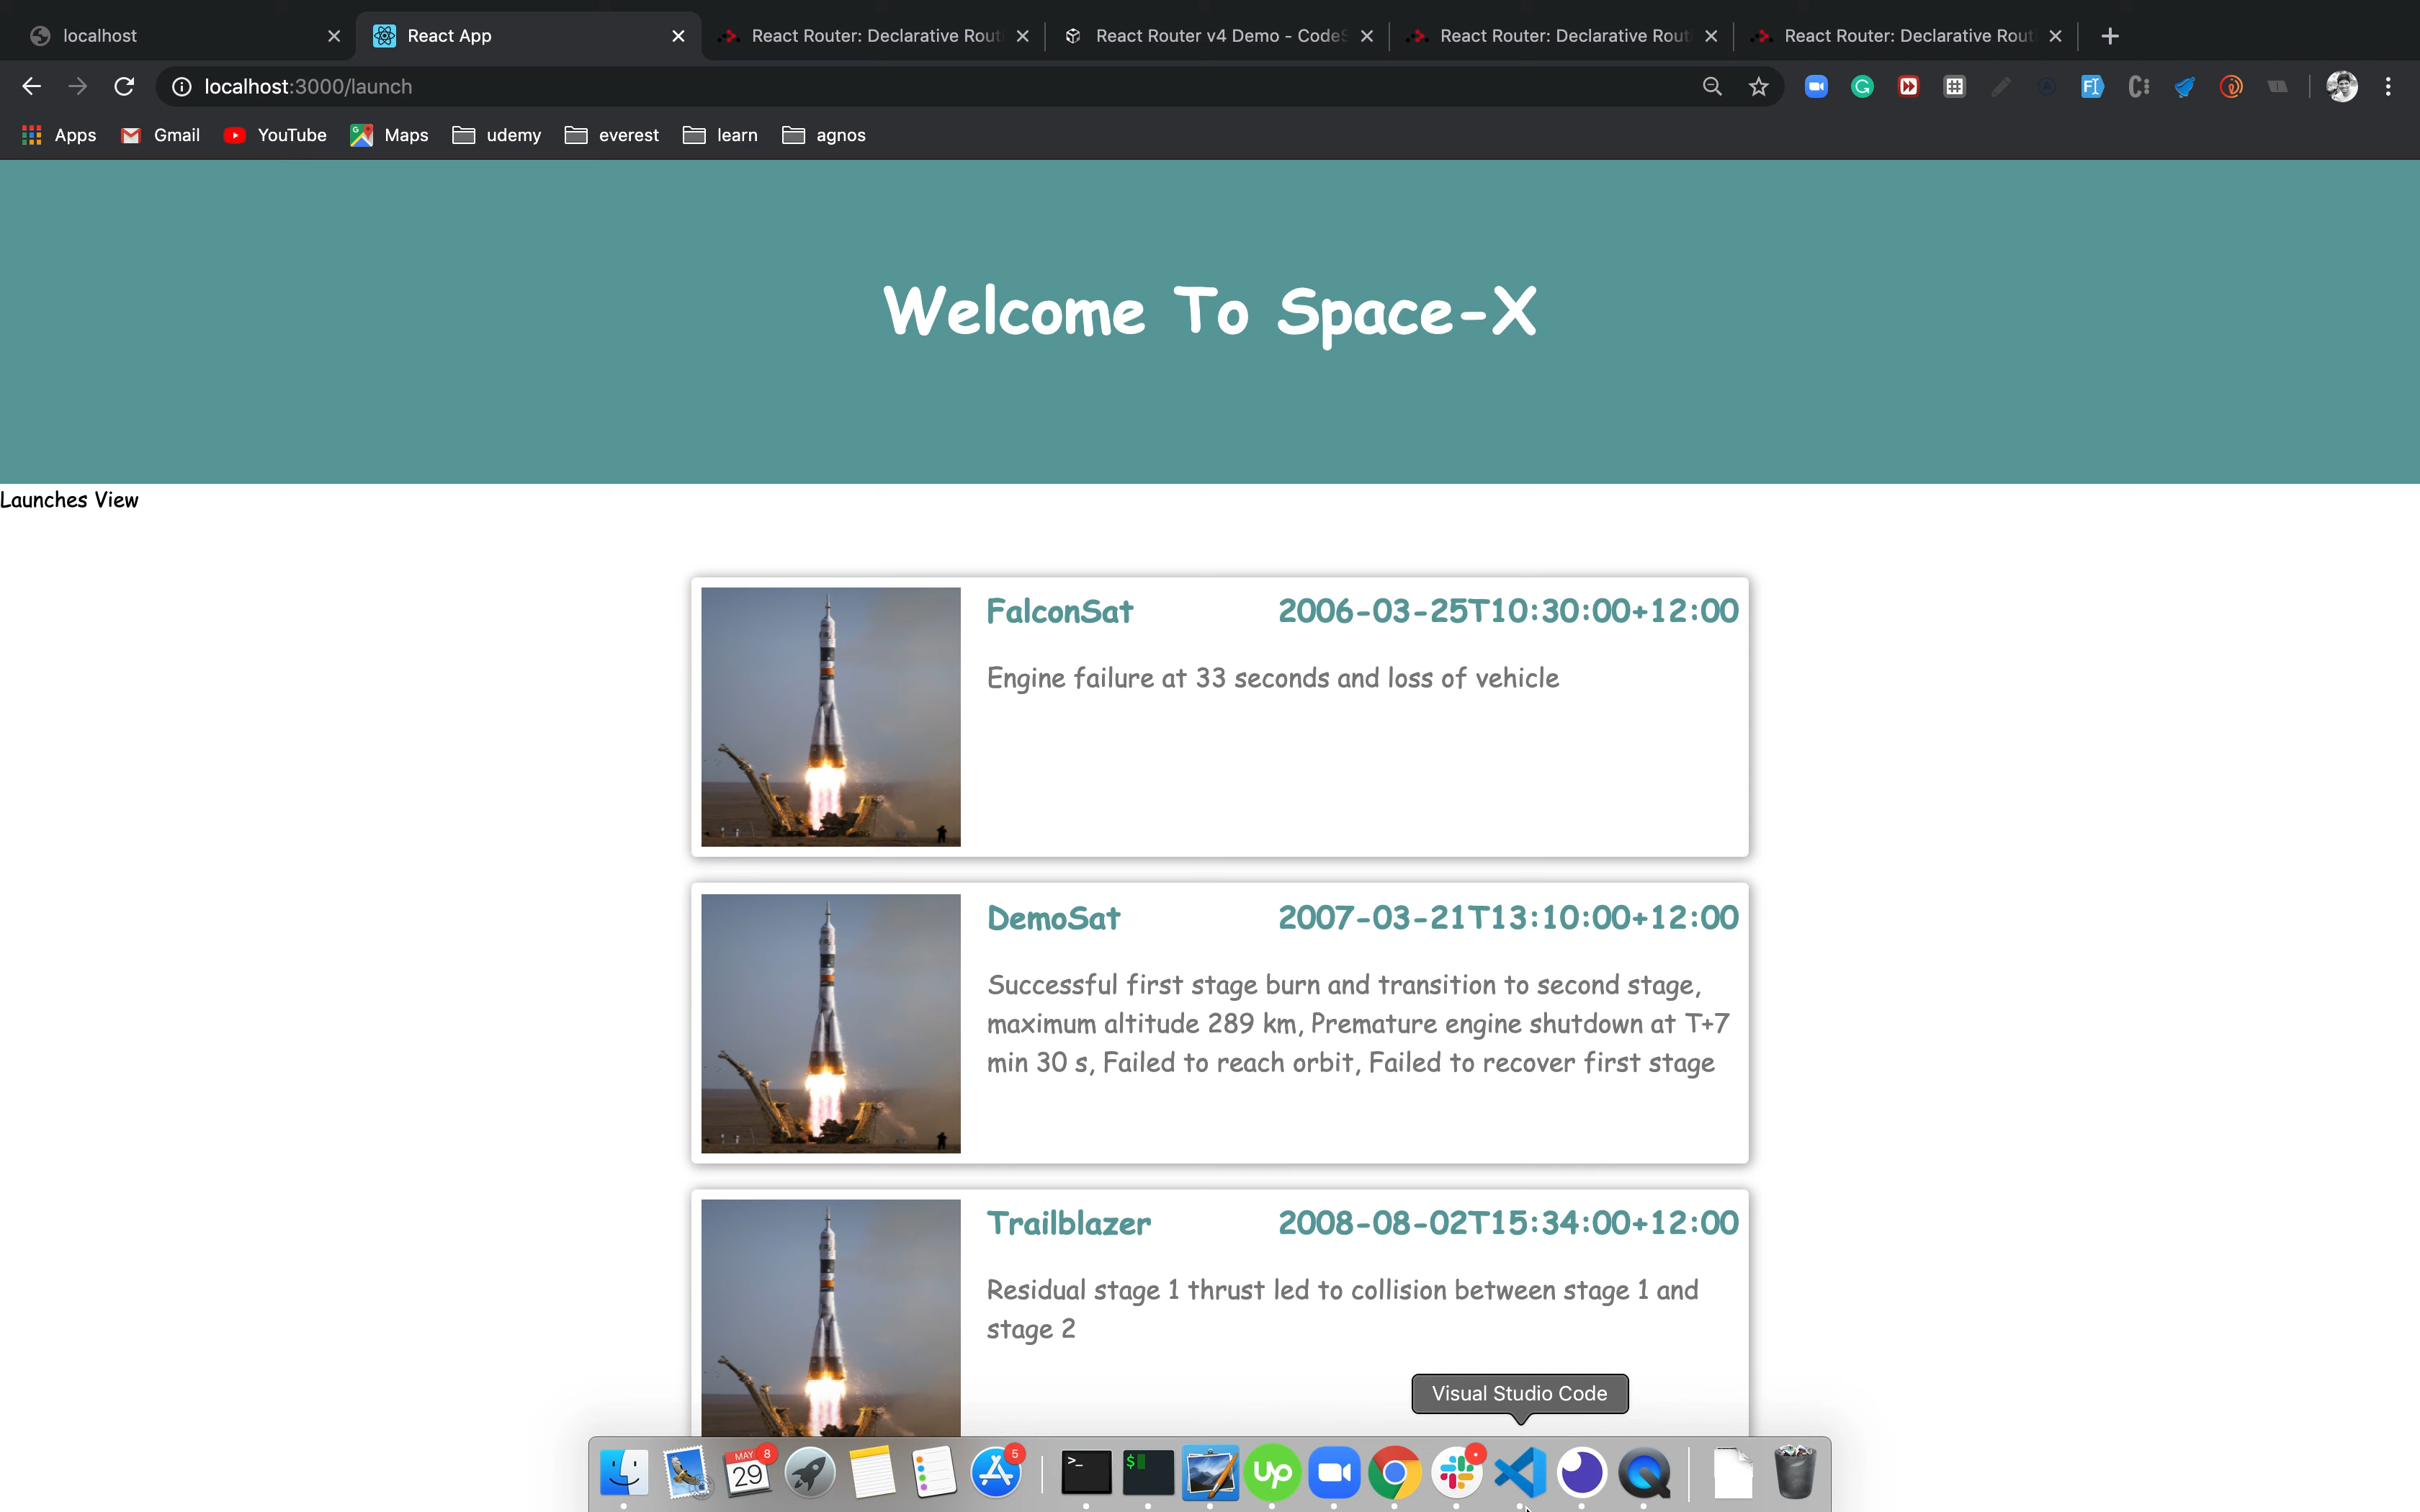 localhost
React App
React Router: Declarative Rout
React Router v4 Demo - CodeS
React Router: Declarative Rout
React Router: Declarative Rout
localhost:3000/launch
Apps
Gmail
YouTube
Maps
udemy
everest
learn
agnos
Welcome To Space-X
Launches View
FalconSat
2006-03-25T10:30:00+12:00
Engine failure at 33 seconds and loss of vehicle
DemoSat
2007-03-21T13:10:00+12:00
Successful first stage burn and transition to second stage,
maximum altitude 289 km, Premature engine shutdown at T+7
min 30 s, Failed to reach orbit, Failed to recover first stage
Trailblazer
2008-08-02T15:34:00+12:00
Residual stage 1 thrust led to collision between stage 1 and
stage 2
Visual Studio Code
MAY
29
8
5
>_
$
up